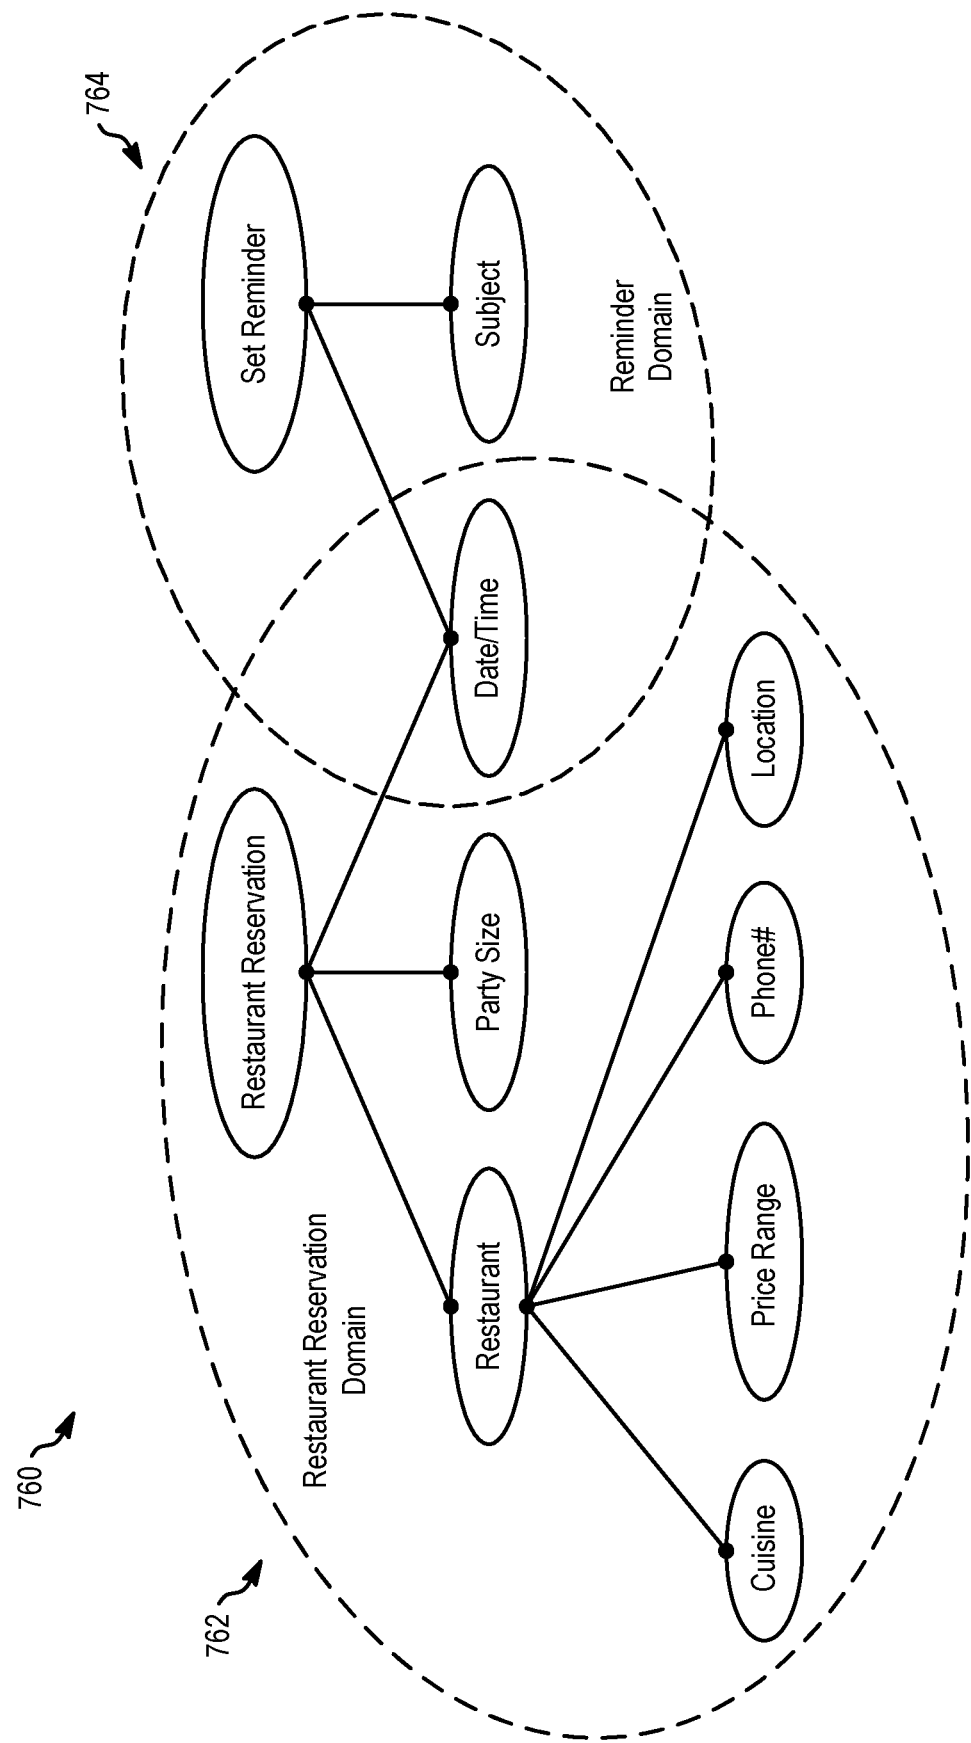 760
762
764
Restaurant Reservation
Set Reminder
Restaurant Reservation
Domain
Restaurant
Party Size
Date/Time
Subject
Reminder
Domain
Cuisine
Price Range
Phone#
Location